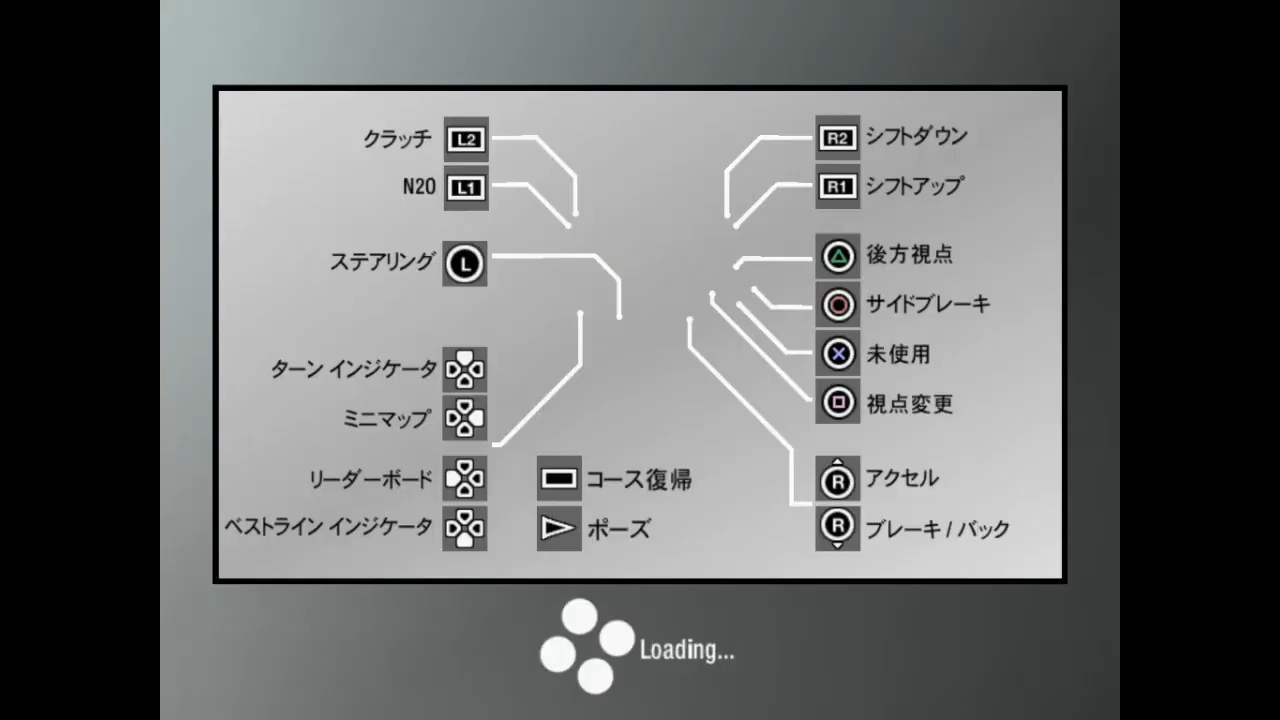 クラッチ L2
N2O L1
ステアリング L
ターン インジケータ
ミニマップ
リーダーボード
ベストライン インジケータ
コース復帰
ポーズ
R2 シフトダウン
R1 シフトアップ
後方視点
サイドブレーキ
未使用
視点変更
R アクセル
R ブレーキ / バック
Loading...